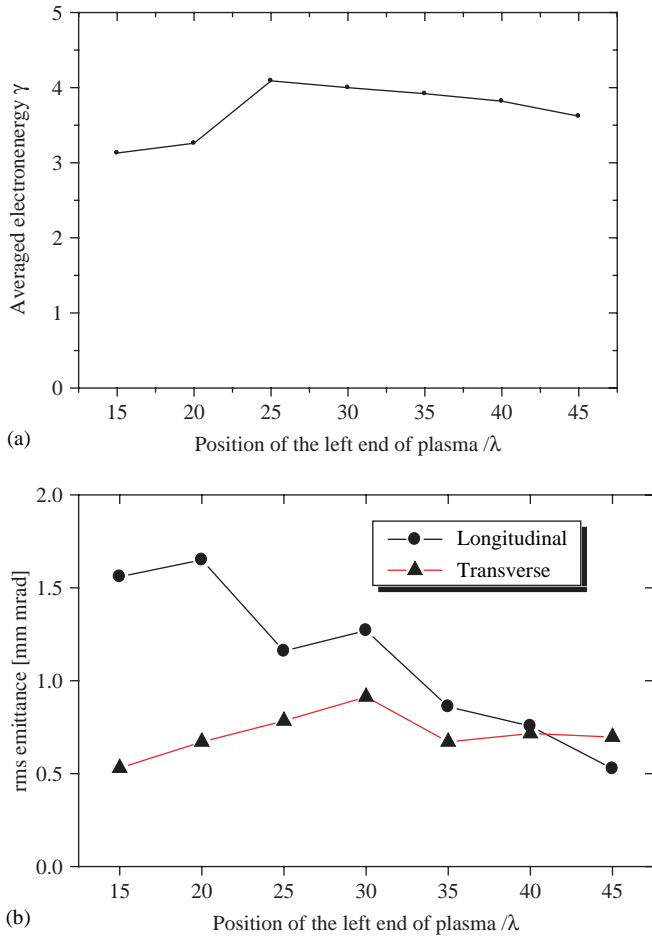 5
4
3
2
1
0
Averaged electronenergy γ
15 20 25 30 35 40 45
(a)
Position of the left end of plasma /λ
2.0
1.5
1.0
0.5
0.0
rms emittance [mm mrad]
Longitudinal
Transverse
15 20 25 30 35 40 45
(b)
Position of the left end of plasma /λ